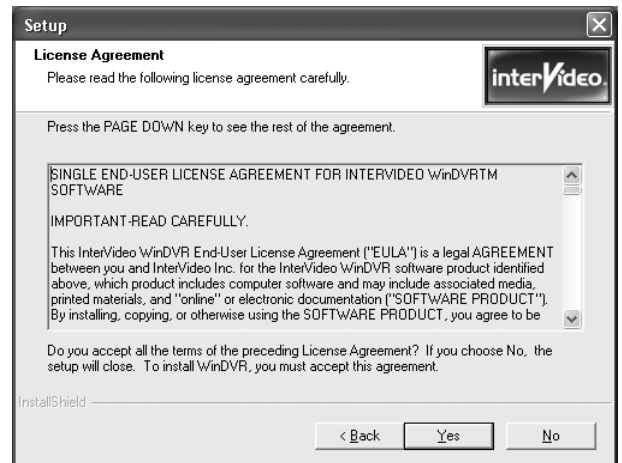 Setup
License Agreement
Please read the following license agreement carefully.
interVideo.
Press the PAGE DOWN key to see the rest of the agreement.
SINGLE END-USER LICENSE AGREEMENT FOR INTERVIDEO WinDVRTM
SOFTWARE
IMPORTANT-READ CAREFULLY.
This InterVideo WinDVR End-User License Agreement ("EULA") is a legal AGREEMENT
between you and InterVideo Inc. for the InterVideo WinDVR software product identified
above, which product includes computer software and may include associated media,
printed materials, and "online" or electronic documentation ("SOFTWARE PRODUCT").
By installing, copying, or otherwise using the SOFTWARE PRODUCT, you agree to be
Do you accept all the terms of the preceding License Agreement? If you choose No, the
setup will close. To install WinDVR, you must accept this agreement.
InstallShield
< Back Yes No